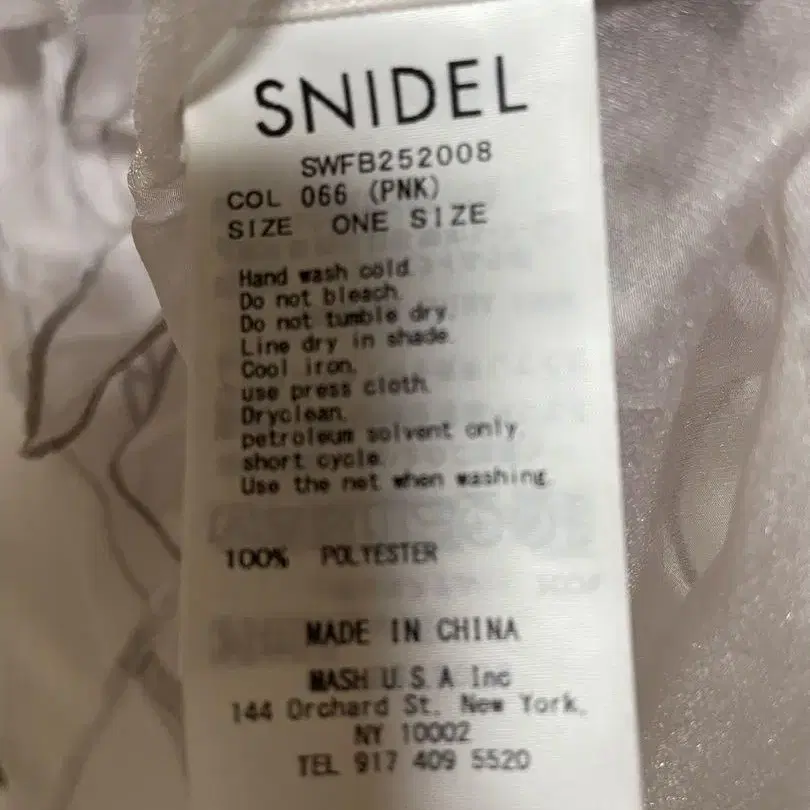 SNIDEL
SWFB252008
COL 066 (PNK)
SIZE ONE SIZE
Hand wash cold.
Do not bleach.
Do not tumble dry.
Line dry in shade.
Cool iron.
use press cloth.
Dryclean.
petroleum solvent only.
short cycle.
Use the net when washing.
100% POLYESTER
MADE IN CHINA
MASH U.S.A Inc
144 Orchard St. New York,
NY 10002
TEL 917 409 5520